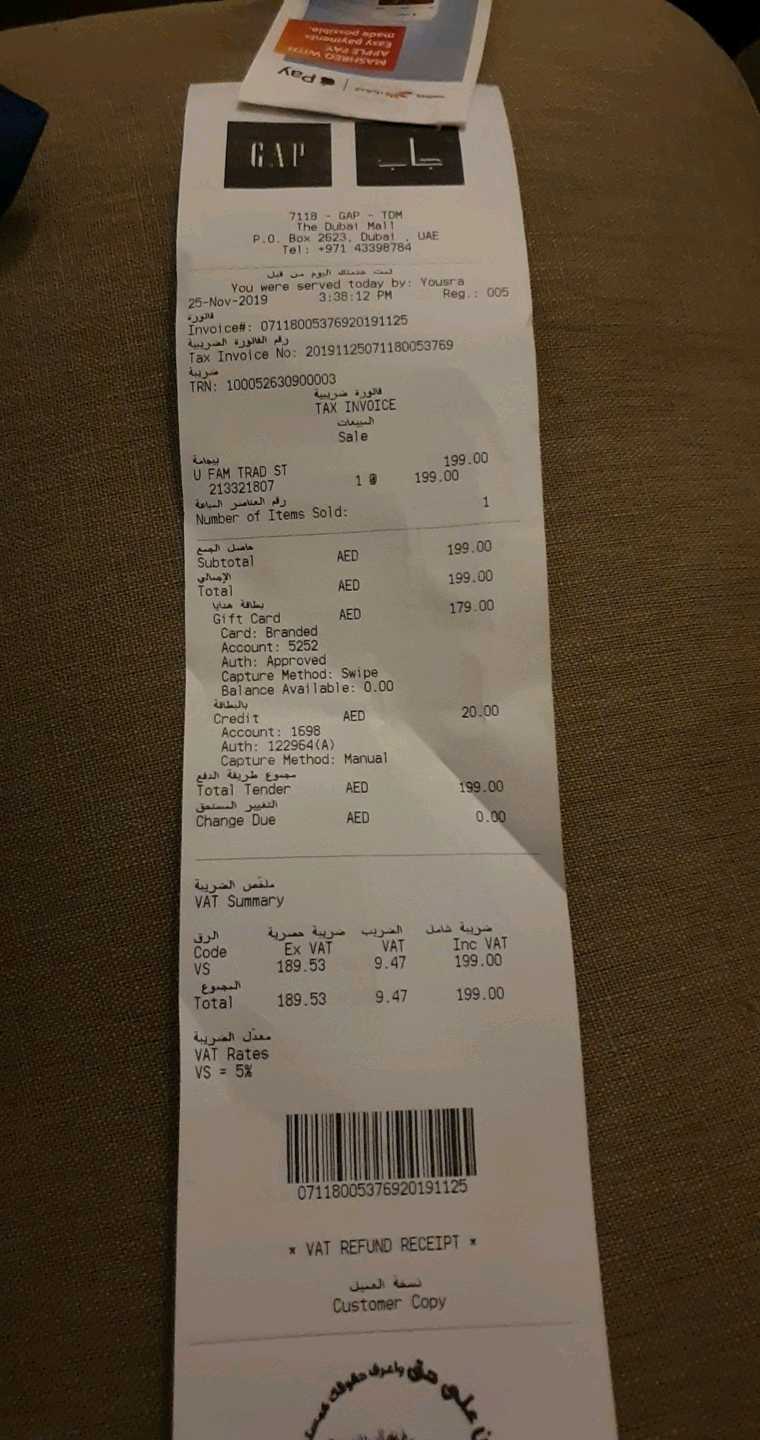 MASHREQ WITH
APPLE PAY.
Easy payments
made possible.
Pay
GAP
جاب
7118 - GAP - TDM
The Dubai Mall
P.O. Box 2623, Dubai , UAE
Tel: +971 43398784
تمت خدمتك اليوم من قبل
You were served today by: Yousra
25-Nov-2019 3:38:12 PM Reg.: 005
فاتورة
Invoice#: 07118005376920191125
رقم الفاتورة الضريبية
Tax Invoice No: 20191125071180053769
ضريبة
TRN: 100052630900003
فاتورة ضريبية
TAX INVOICE
المبيعات
Sale
بيجامة 199.00
U FAM TRAD ST
213321807 1 @ 199.00
رقم العناصر المباعة
Number of Items Sold: 1
حاصل الجمع
Subtotal AED 199.00
الإجمالي
Total AED 199.00
بطاقة هدايا
Gift Card AED 179.00
Card: Branded
Account: 5252
Auth: Approved
Capture Method: Swipe
Balance Available: 0.00
بالبطاقة
Credit AED 20.00
Account: 1698
Auth: 122964(A)
Capture Method: Manual
مجموع طريقة الدفع
Total Tender AED 199.00
التغيير المستحق
Change Due AED 0.00
ملخص الضريبة
VAT Summary
الرق ضريبة حصرية الضريب ضريبة شامل
Code Ex VAT VAT Inc VAT
VS 189.53 9.47 199.00
المجموع
Total 189.53 9.47 199.00
معدل الضريبة
VAT Rates
VS = 5%
07118005376920191125
* VAT REFUND RECEIPT *
نسخة العميل
Customer Copy
على حق واعرف حقوقك